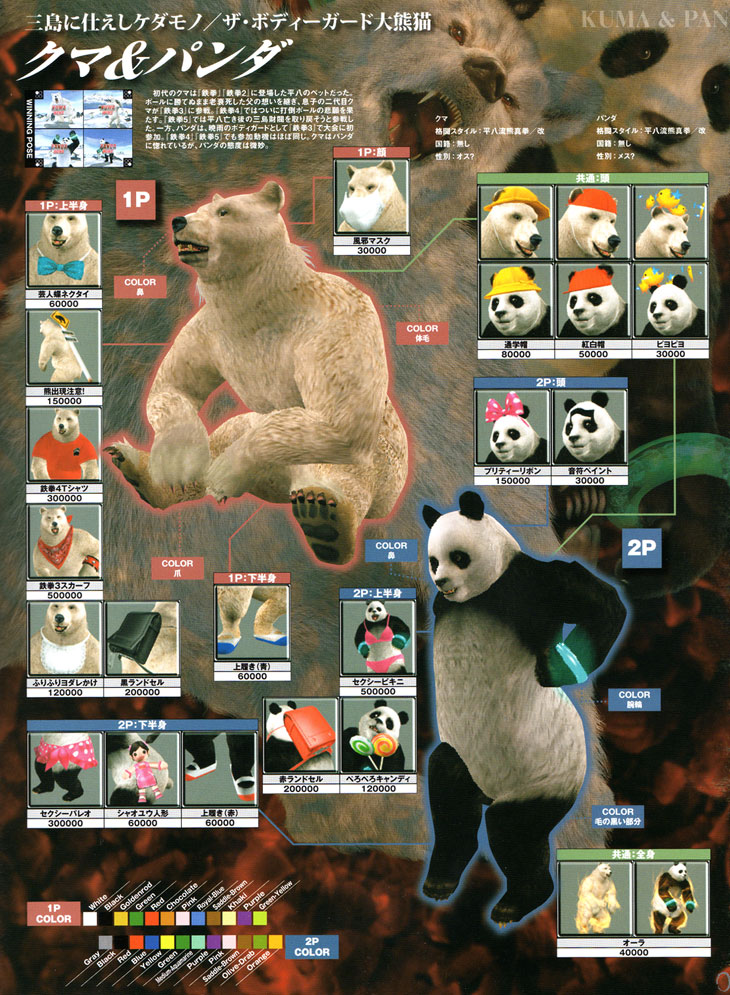 三島に仕えしケダモノ／ザ・ボディーガード大熊猫
クマ&パンダ
KUMA & PAN
WINNING POSE
初代のクマは「鉄拳」「鉄拳2」に登場した平八のペットだった。
ポールに勝てぬまま老衰死した父の想いを継ぎ、息子の二代目ク
マが「鉄拳3」に参戦。「鉄拳4」ではついに打倒ポールの悲願を果
たす。「鉄拳5」では平八亡き後の三島財閥を取り戻そうと参戦し
た。一方、パンダは、暁雨のボディガードとして「鉄拳3」で大会に初
参加。「鉄拳4」「鉄拳5」でも参加動機はほぼ同じ。クマはパンダ
に惚れているが、パンダの態度は微妙。
クマ
格闘スタイル：平八流熊真拳／改
国籍：無し
性別：オス?
パンダ
格闘スタイル：平八流熊真拳／改
国籍：無し
性別：メス?
1P
1P：顔
風邪マスク
30000
共通：頭
通学帽
80000
紅白帽
50000
ピヨピヨ
30000
1P：上半身
芸人蝶ネクタイ
60000
熊出現注意!
150000
鉄拳4Tシャツ
300000
鉄拳3スカーフ
500000
ふりふりヨダレかけ
120000
黒ランドセル
200000
COLOR
鼻
COLOR
体毛
COLOR
爪
2P：頭
プリティーリボン
150000
音符ペイント
30000
2P
COLOR
鼻
1P：下半身
上履き(青)
60000
2P：上半身
セクシービキニ
500000
赤ランドセル
200000
ぺろぺろキャンディ
120000
COLOR
腕輪
2P：下半身
セクシーパレオ
300000
シャオユウ人形
60000
上履き(赤)
60000
COLOR
毛の黒い部分
共通：全身
オーラ
40000
1P
COLOR
White
Black
Goldenrod
Green
Red
Chocolate
Pink
Royal-Blue
Saddle-Brown
Khaki
Purple
Green-Yellow
2P
COLOR
Gray
Black
Red
Blue
Yellow
Green
Medium-Aquamarine
Purple
Pink
Saddle-Brown
Olive-Drab
Orange